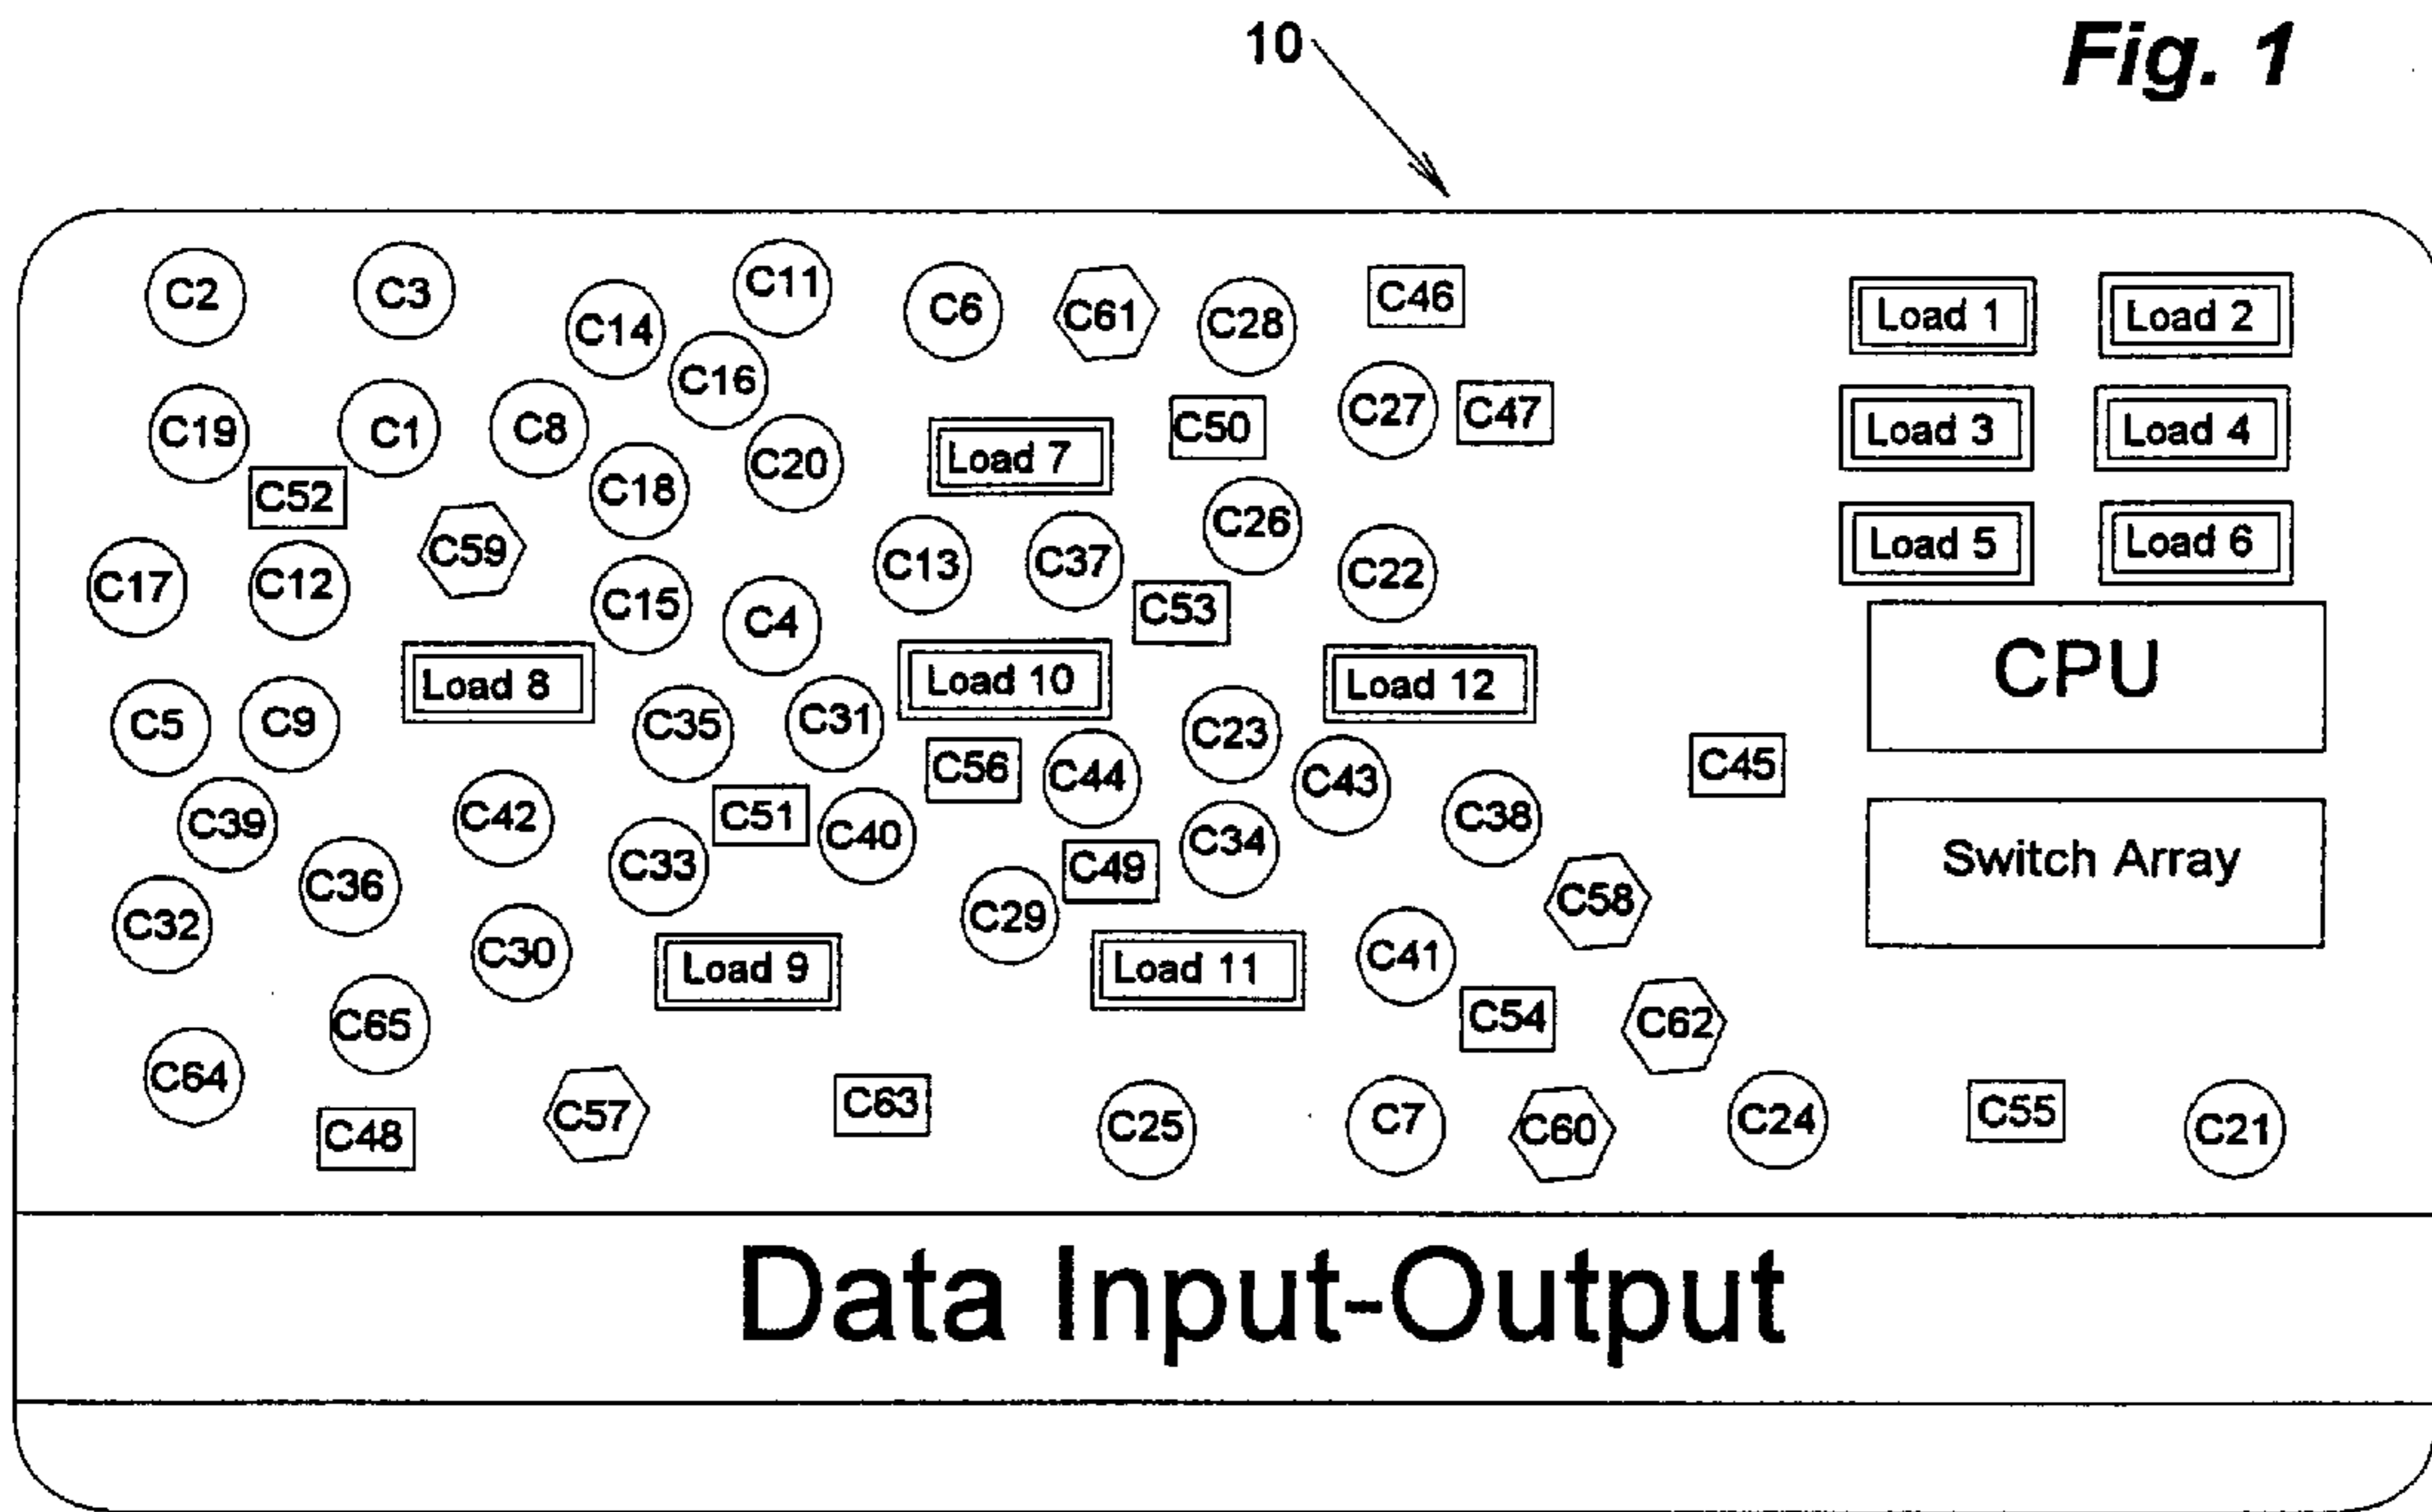 10
Fig. 1
C2 C3 C14 C11 C6 C61 C28 C46 Load 1 Load 2
C19 C1 C8 C16 C20 Load 7 C50 C27 C47 Load 3 Load 4
C52 C59 C18 C13 C37 C26 C22 Load 5 Load 6
C17 C12 C15 C4 C53 CPU
Load 8 Load 10 Load 12
C5 C9 C35 C31 C56 C44 C23 C43 C45
C39 C42 C33 C51 C40 C49 C34 C38 Switch Array
C32 C36 C30 Load 9 C29 Load 11 C41 C58
C64 C65 C54 C62
C48 C57 C63 C25 C7 C60 C24 C55 C21
Data Input-Output